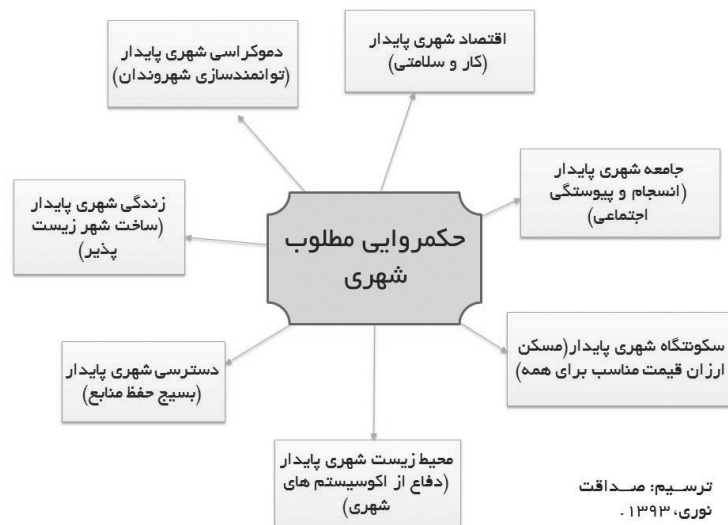 دموکراسی شهری پایدار
(توانمندسازی شهروندان)
اقتصاد شهری پایدار
(کار و سلامتی)
جامعه شهری پایدار
(انسجام و پیوستگی
اجتماعی)
زندگی شهری پایدار
(ساخت شهر زیست
پذیر)
حکمروایی مطلوب
شهری
سکونتگاه شهری پایدار(مسکن
ارزان قیمت مناسب برای همه)
دسترسی شهری پایدار
(بسیج حفظ منابع)
محیط زیست شهری پایدار
(دفاع از اکوسیستم های
شهری)
ترسیم: صداقت
نوری، ۱۳۹۳.